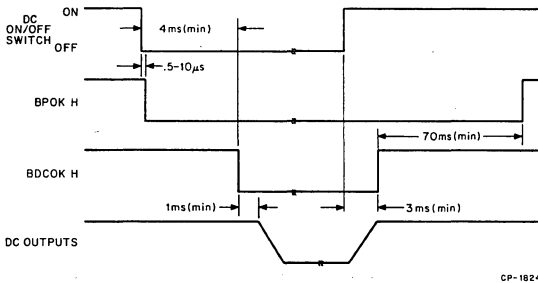 DC
ON/OFF
SWITCH
ON
OFF
4ms(min)
.5-10μs
BPOK H
70ms(min)
BDCOK H
1ms(min)
3ms(min)
DC OUTPUTS
CP-1824